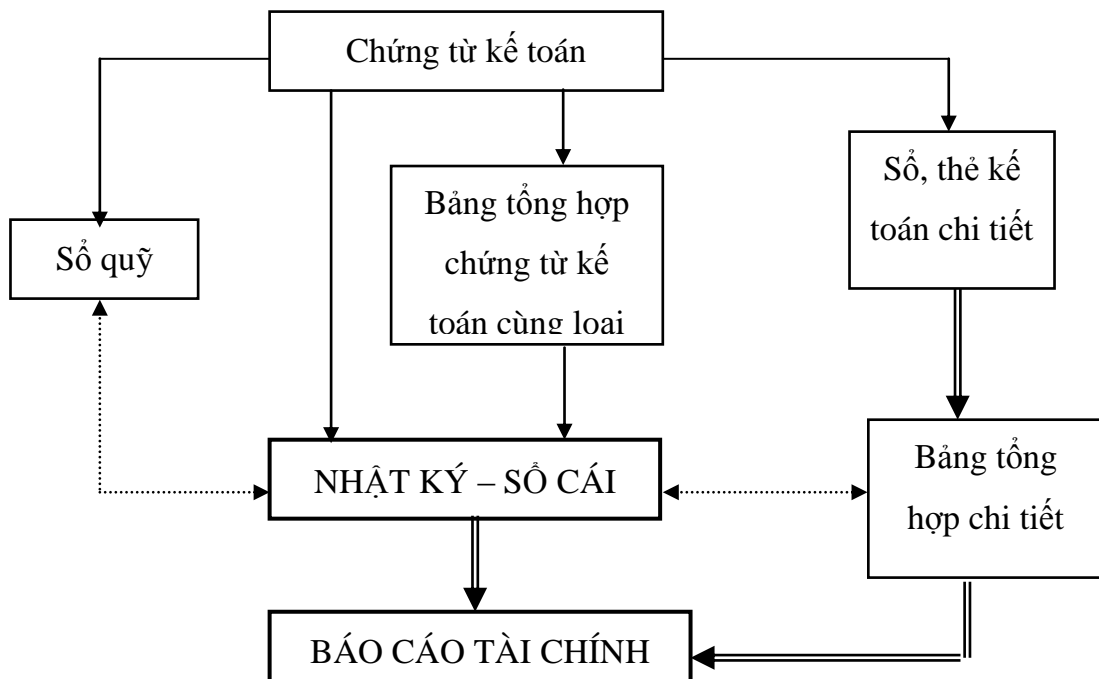 Chứng từ kế toán
Sổ, thẻ kế
toán chi tiết
Bảng tổng hợp
chứng từ kế
toán cùng loại
Sổ quỹ
NHẬT KÝ – SỔ CÁI
Bảng tổng
hợp chi tiết
BÁO CÁO TÀI CHÍNH